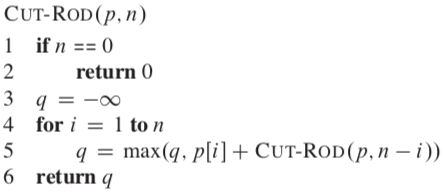 CUT-ROD(p, n)
1 if n == 0
2 return 0
3 q = −∞
4 for i = 1 to n
5 q = max(q, p[i] + CUT-ROD(p, n − i))
6 return q